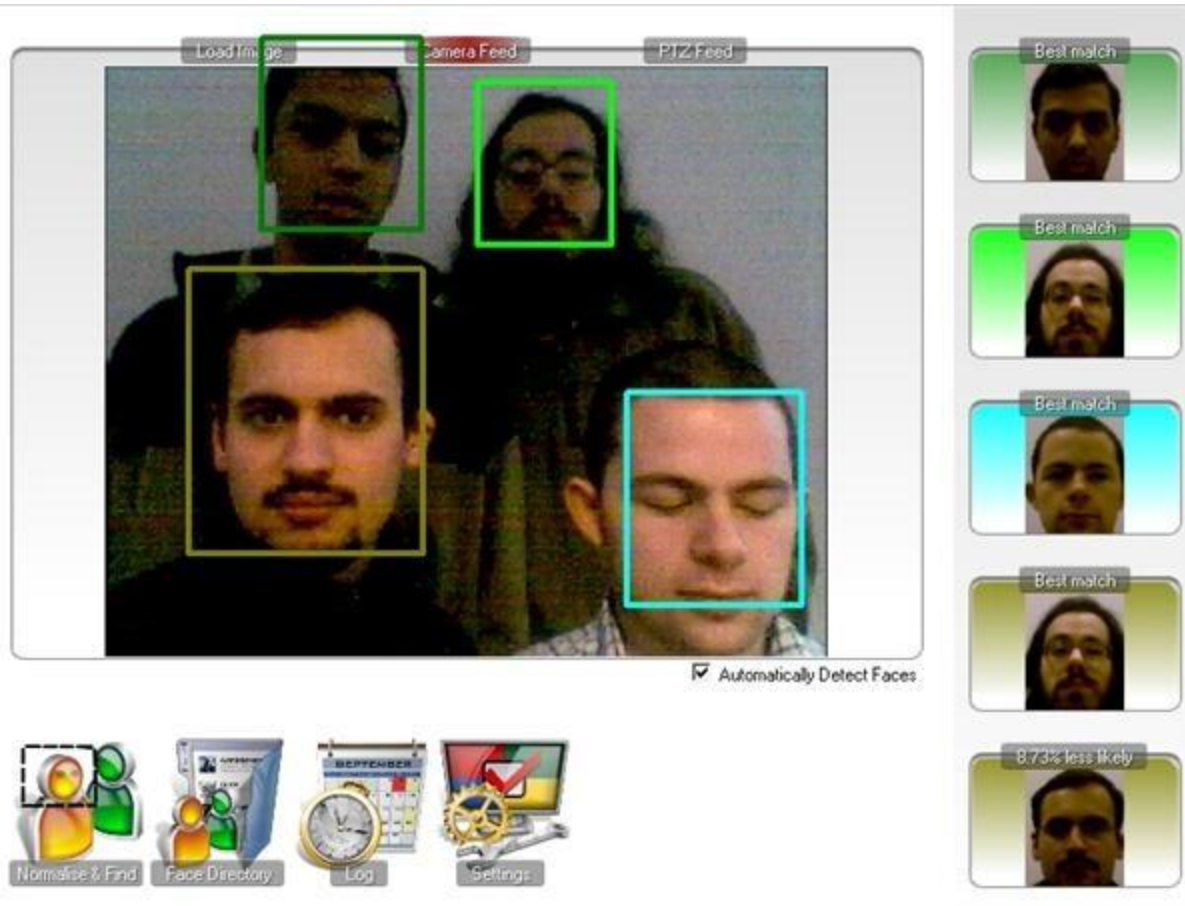 Load Image
Camera Feed
PTZ Feed
Best match
Best match
Best match
Best match
8.73% less likely
Automatically Detect Faces
SEPTEMBER
Normalise & Find
Face Directory
Log
Settings